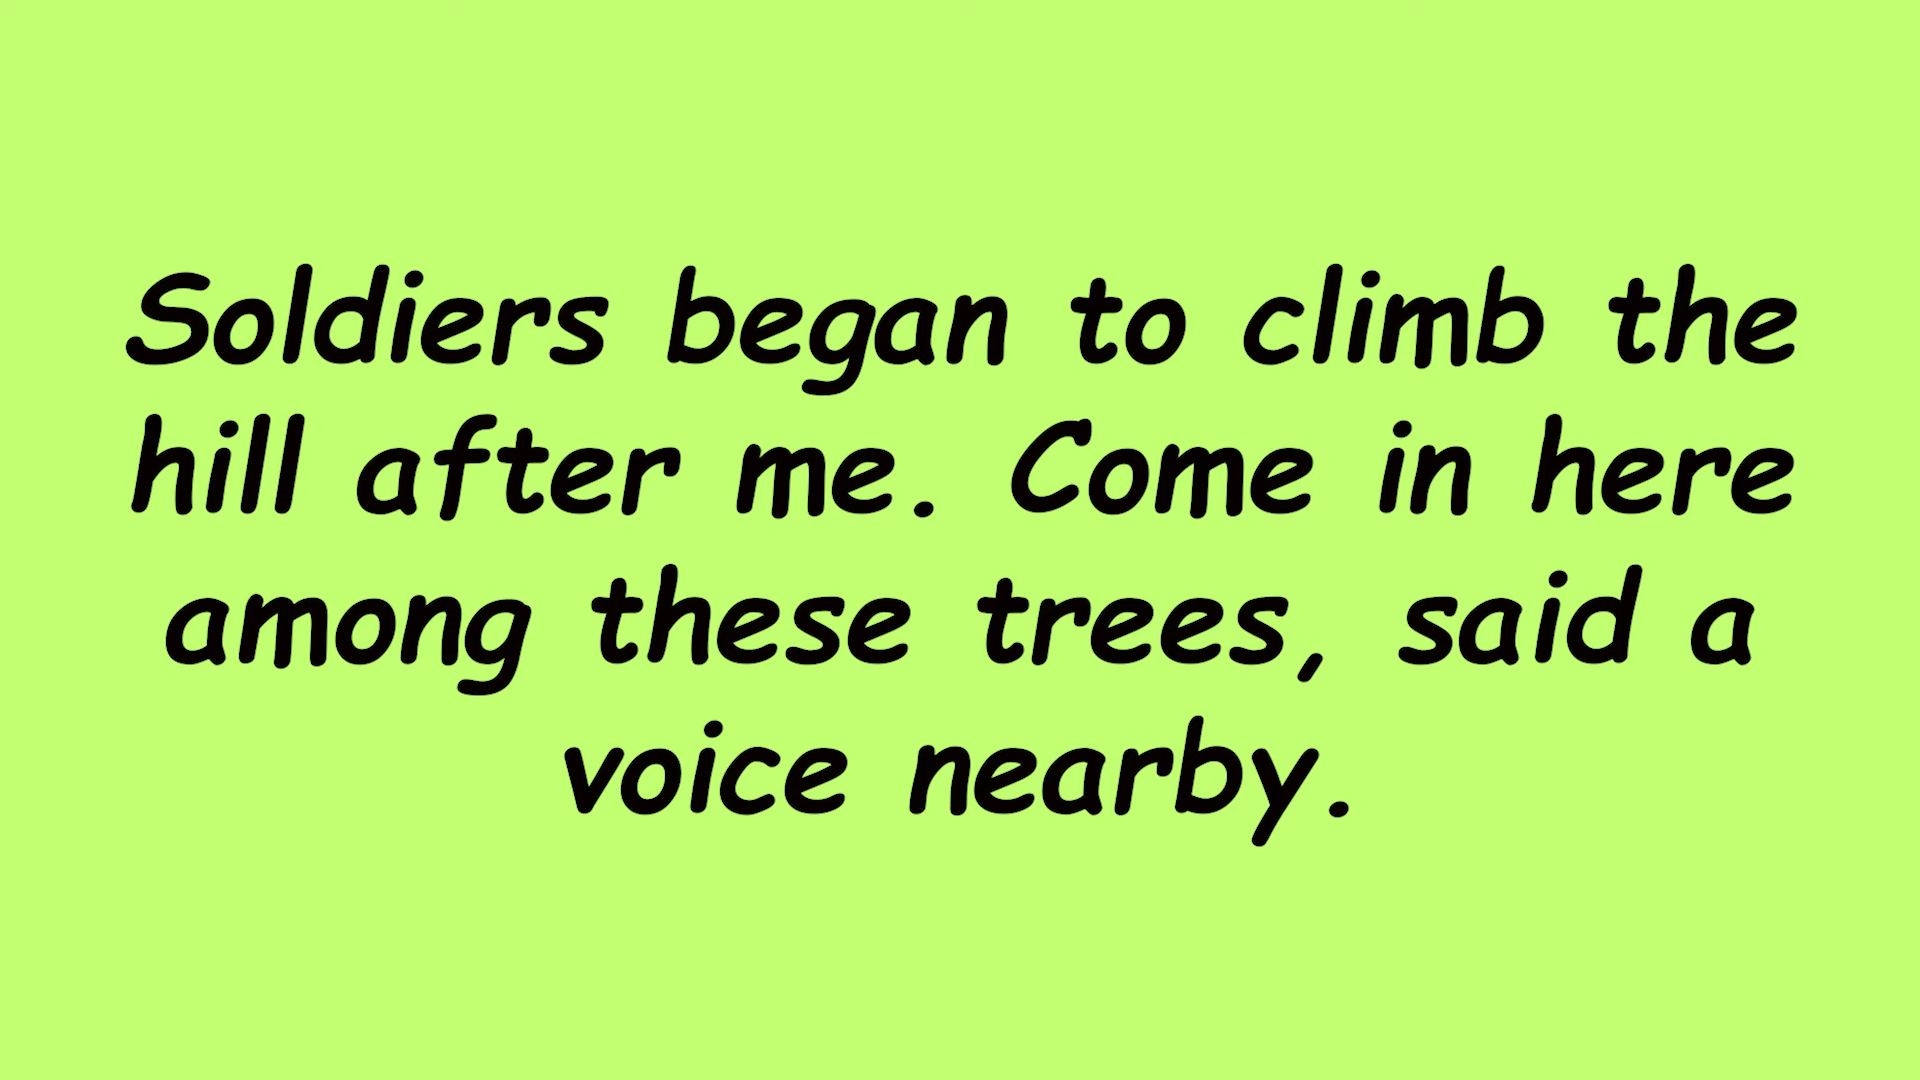 Soldiers began to climb the
hill after me. Come in here
among these trees, said a
voice nearby.